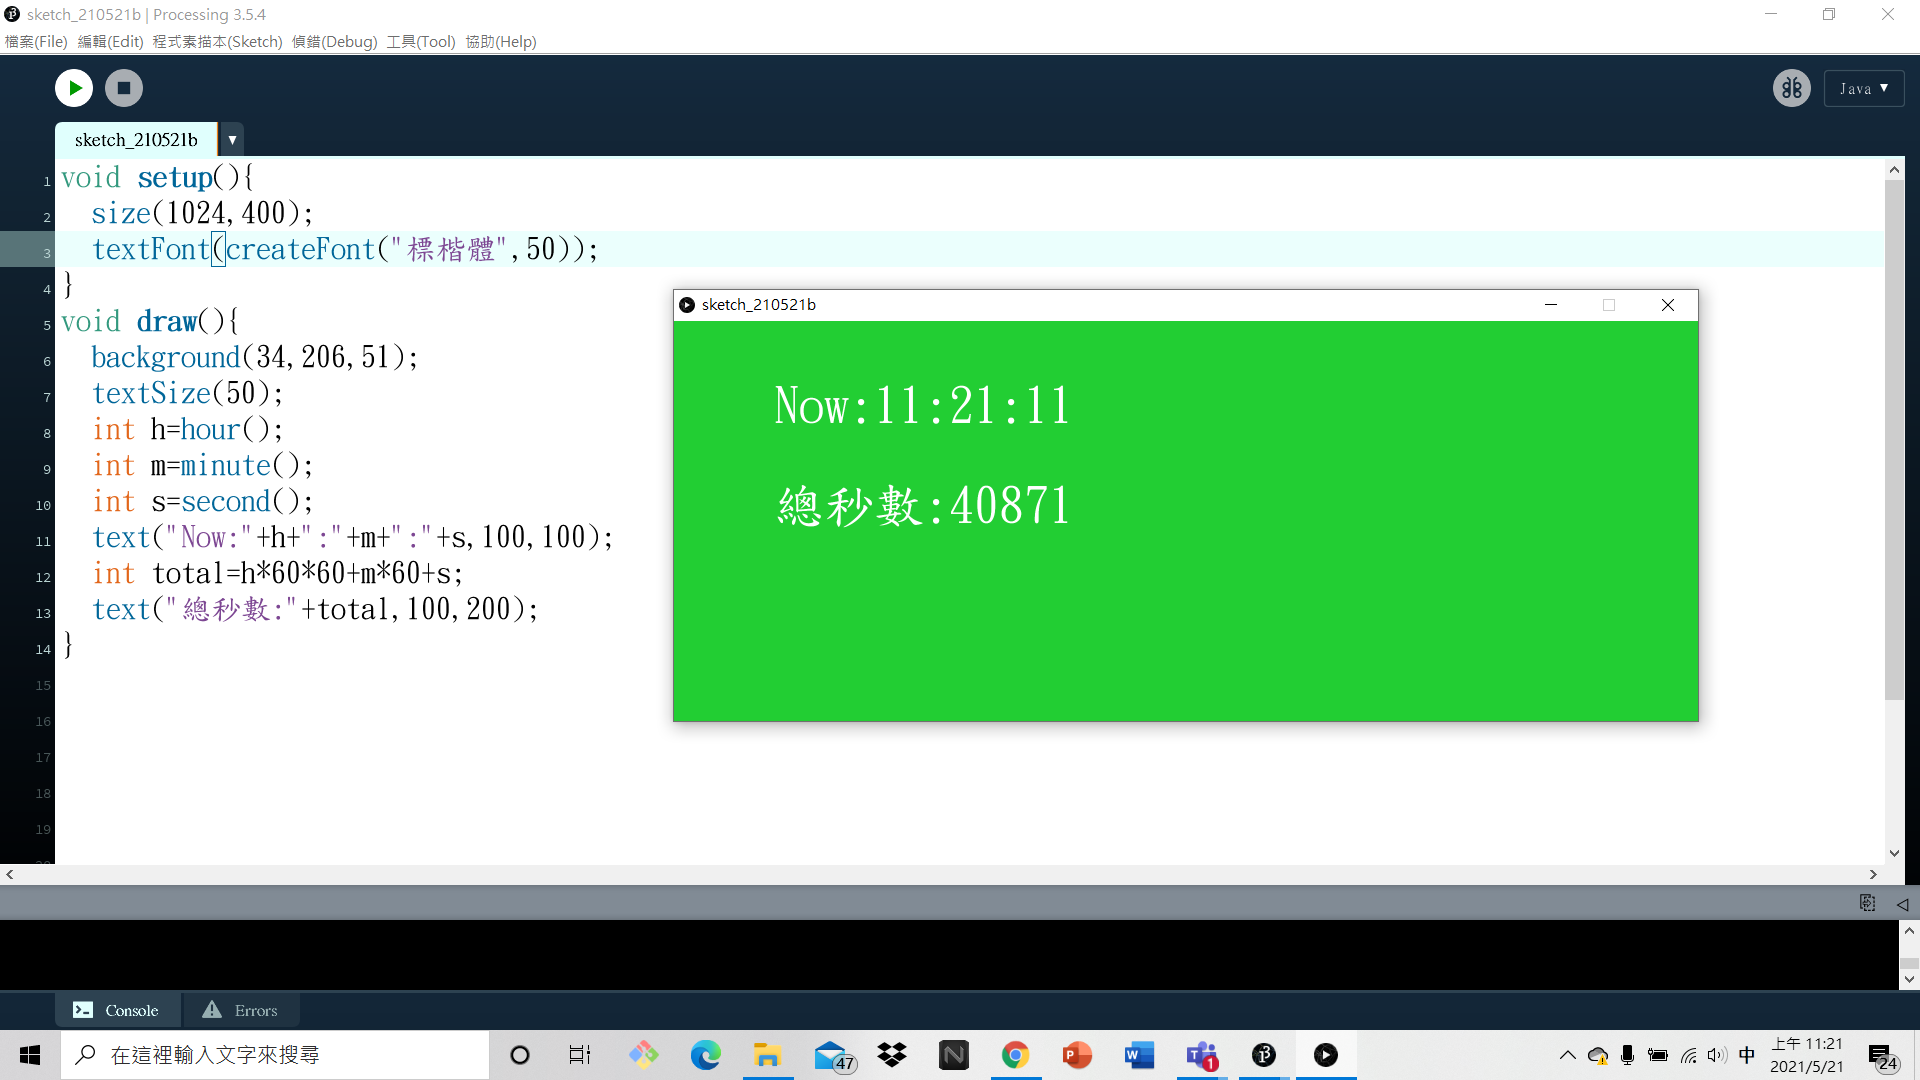 sketch_210521b | Processing 3.5.4
檔案(File) 編輯(Edit) 程式素描本(Sketch) 偵錯(Debug) 工具(Tool) 協助(Help)
Java ▼
sketch_210521b ▼
1 void setup(){
2 size(1024,400);
3 textFont(createFont("標楷體",50));
4 }
5 void draw(){
6 background(34,206,51);
7 textSize(50);
8 int h=hour();
9 int m=minute();
10 int s=second();
11 text("Now:"+h+":"+m+":"+s,100,100);
12 int total=h*60*60+m*60+s;
13 text("總秒數:"+total,100,200);
14 }
15
16
17
18
19
20
sketch_210521b
Now:11:21:11
總秒數:40871
Console
Errors
在這裡輸入文字來搜尋
47
1
中
上午 11:21
2021/5/21
24